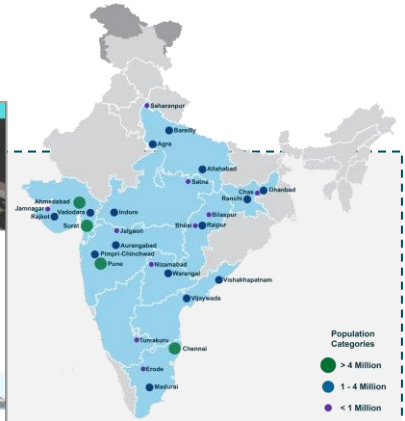 Saharanpur
Bareilly
Agra
Allahabad
Satna
Dhanbad
Chas
Ranchi
Ahmedabad
Jamnagar
Vadodara
Indore
Rajkot
Bilaspur
Surat
Jalgaon
Bhilai
Raipur
Aurangabad
Pimpri-Chinchwad
Pune
Nizamabad
Warangal
Vishakhapatnam
Vijaywada
Tumakuru
Chennai
Erode
Madurai
Population
Categories
> 4 Million
1 - 4 Million
< 1 Million